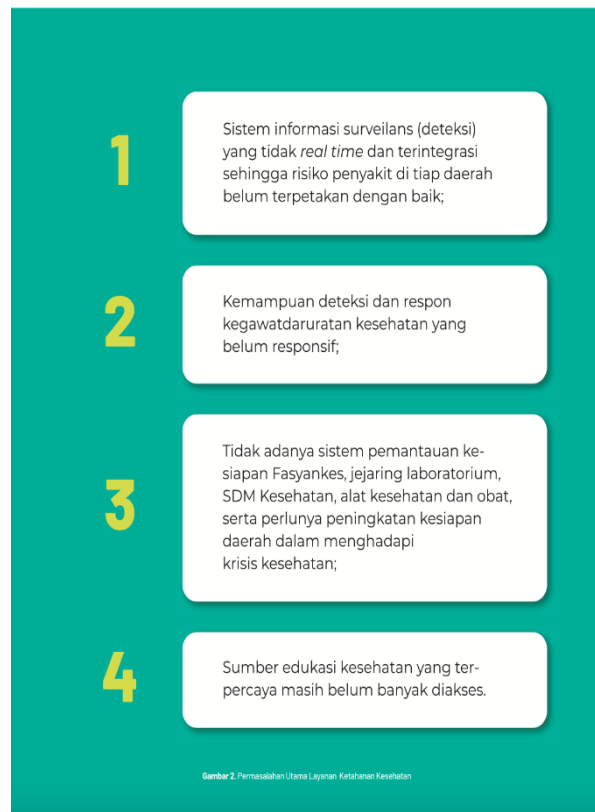 1
Sistem informasi surveilans (deteksi)
yang tidak real time dan terintegrasi
sehingga risiko penyakit di tiap daerah
belum terpetakan dengan baik;
2
Kemampuan deteksi dan respon
kegawatdaruratan kesehatan yang
belum responsif;
3
Tidak adanya sistem pemantauan ke-
siapan Fasyankes, jejaring laboratorium,
SDM Kesehatan, alat kesehatan dan obat,
serta perlunya peningkatan kesiapan
daerah dalam menghadapi
krisis kesehatan;
4
Sumber edukasi kesehatan yang ter-
percaya masih belum banyak diakses.
Gambar 2. Permasalahan Utama Layanan Ketahanan Kesehatan